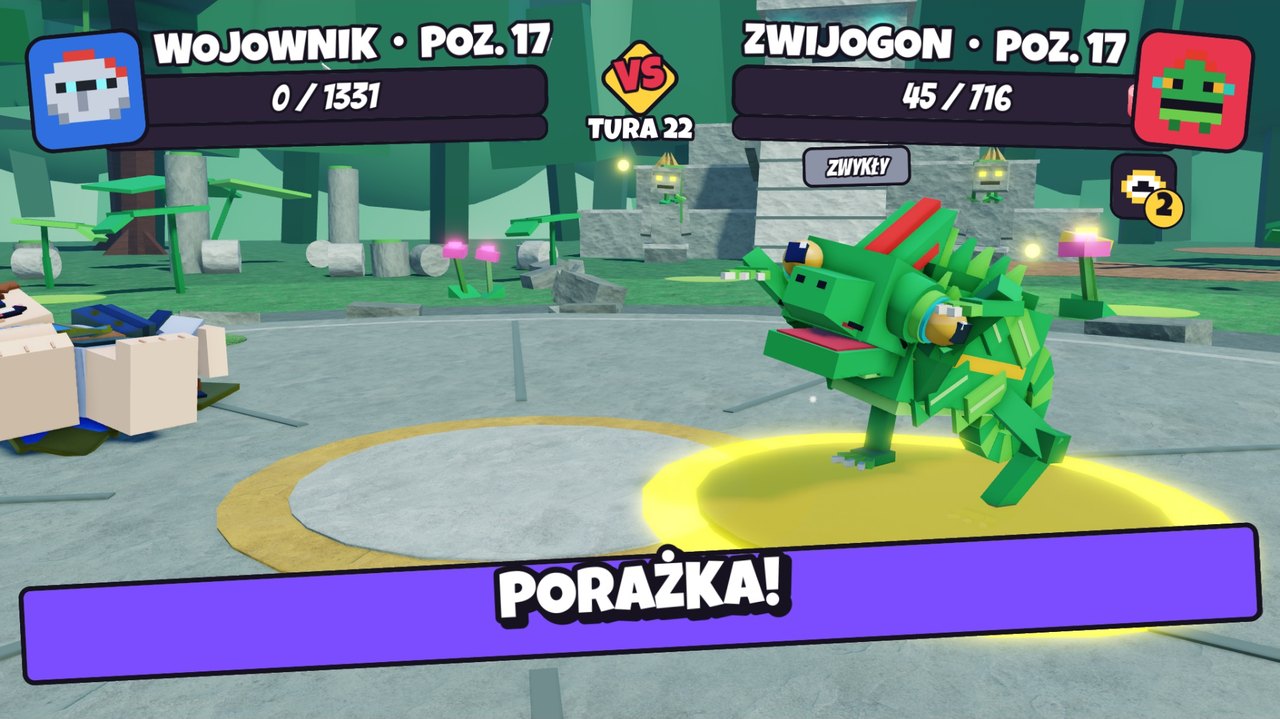 WOJOWNIK • POZ. 17
0 / 1331
VS
TURA 22
ZWIJOGON • POZ. 17
45 / 716
ZWYKŁY
2
PORAŻKA!